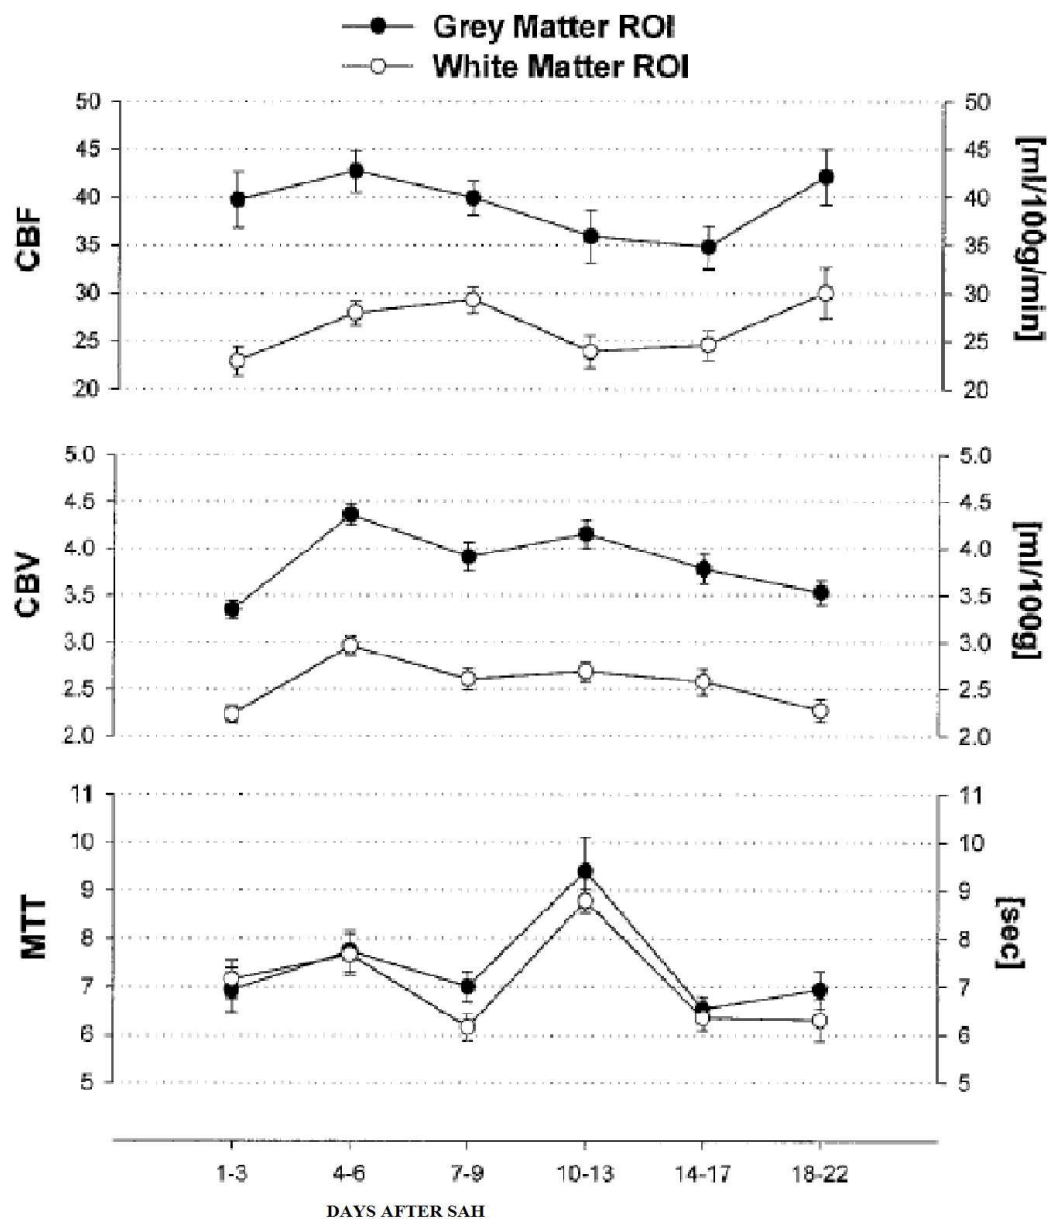 Grey Matter ROI
White Matter ROI
CBF
50 50
45 45
40 40
35 35
30 30
25 25
20 20
[ml/100g/min]
CBV
5.0 5.0
4.5 4.5
4.0 4.0
3.5 3.5
3.0 3.0
2.5 2.5
2.0 2.0
[ml/100g]
MTT
11 11
10 10
9 9
8 8
7 7
6 6
5 5
[sec]
1-3 4-6 7-9 10-13 14-17 18-22
DAYS AFTER SAH